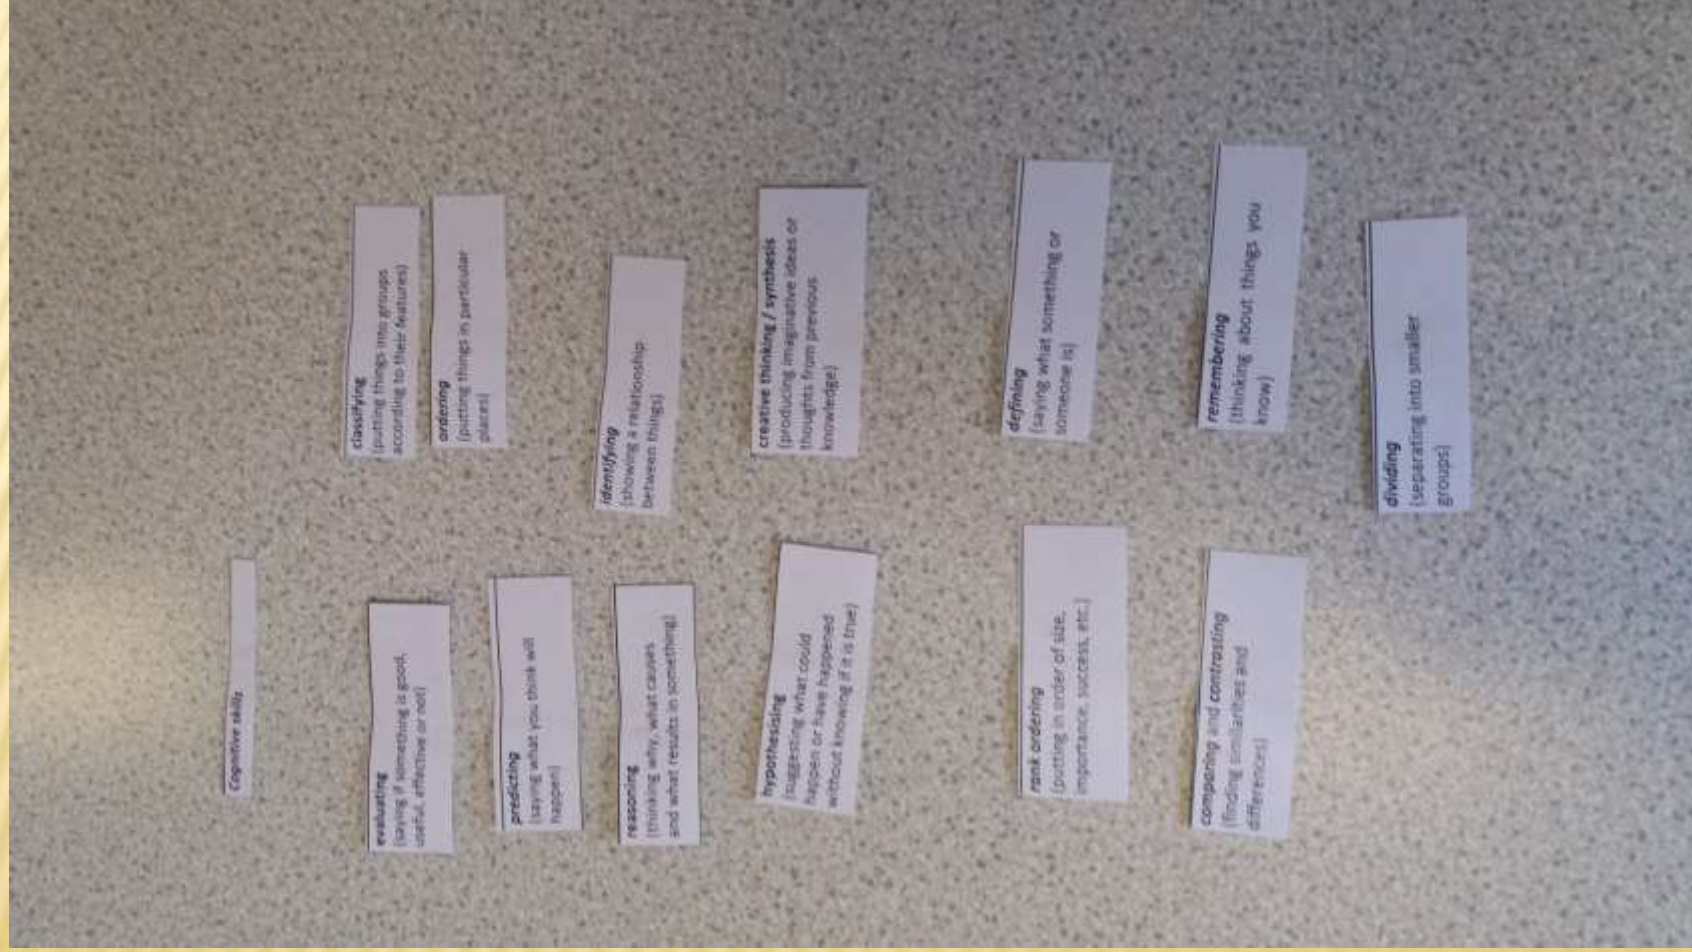 Cognitive skills
evaluating
(saying if something is good,
useful, effective or not)
predicting
(saying what you think will
happen)
reasoning
(thinking why, what causes
and what results in something)
hypothesising
(suggesting what could
happen or have happened
without knowing if it is true)
rank ordering
(putting in order of size,
importance, success, etc.)
comparing and contrasting
(finding similarities and
differences)
classifying
(putting things into groups
according to their features)
ordering
(putting things in particular
places)
identifying
(showing a relationship
between things)
creative thinking / synthesis
(producing imaginative ideas or
thoughts from previous
knowledge)
defining
(saying what something or
someone is)
remembering
(thinking about things you
know)
dividing
(separating into smaller
groups)